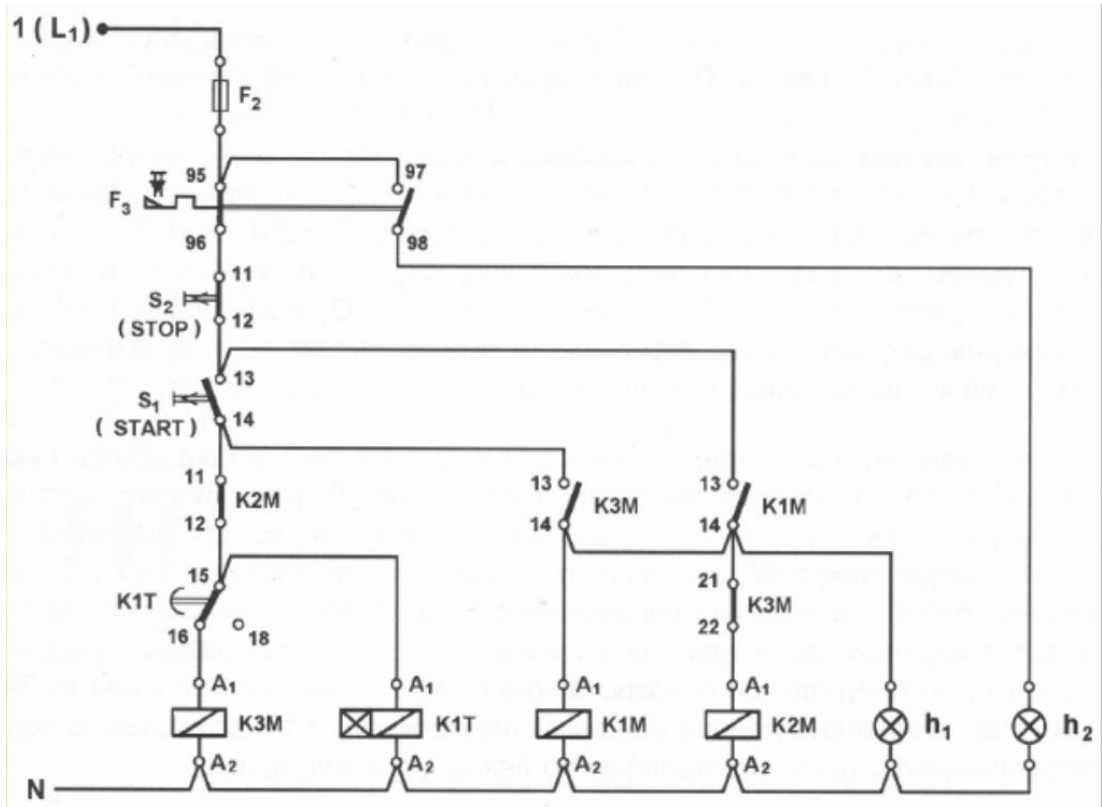 1 ( L₁ )
F₂
95
97
F₃
96
98
11
S₂
( STOP )
12
13
S₁
14
( START )
11
13
13
K2M
K3M
K1M
12
14
14
15
21
K1T
K3M
16
18
22
A₁
A₁
A₁
A₁
K3M
K1T
K1M
K2M
h₁
h₂
A₂
A₂
A₂
A₂
N